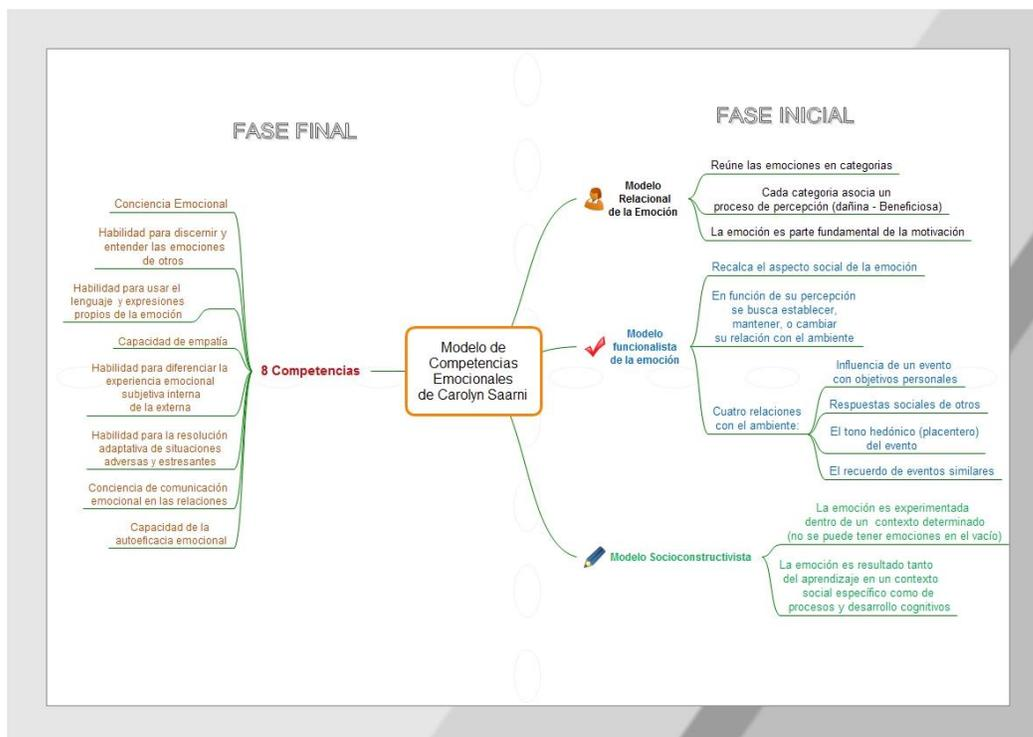 FASE FINAL
Conciencia Emocional
Habilidad para discernir y
entender las emociones
de otros
Habilidad para usar el
lenguaje y expresiones
propios de la emoción
Capacidad de empatía
Habilidad para diferenciar la
experiencia emocional
subjetiva interna
de la externa
Habilidad para la resolución
adaptativa de situaciones
adversas y estresantes
Conciencia de comunicación
emocional en las relaciones
Capacidad de la
autoeficacia emocional
8 Competencias
Modelo de
Competencias
Emocionales
de Carolyn Saarni
FASE INICIAL
Modelo
Relacional
de la Emoción
Reúne las emociones en categorias
Cada categoria asocia un
proceso de percepción (dañina - Beneficiosa)
La emoción es parte fundamental de la motivación
Modelo
funcionalista
de la emoción
Recalca el aspecto social de la emoción
En función de su percepción
se busca establecer,
mantener, o cambiar
su relación con el ambiente
Cuatro relaciones
con el ambiente:
Influencia de un evento
con objetivos personales
Respuestas sociales de otros
El tono hedónico (placentero)
del evento
El recuerdo de eventos similares
Modelo Socioconstructivista
La emoción es experimentada
dentro de un contexto determinado
(no se puede tener emociones en el vacío)
La emoción es resultado tanto
del aprendizaje en un contexto
social específico como de
procesos y desarrollo cognitivos